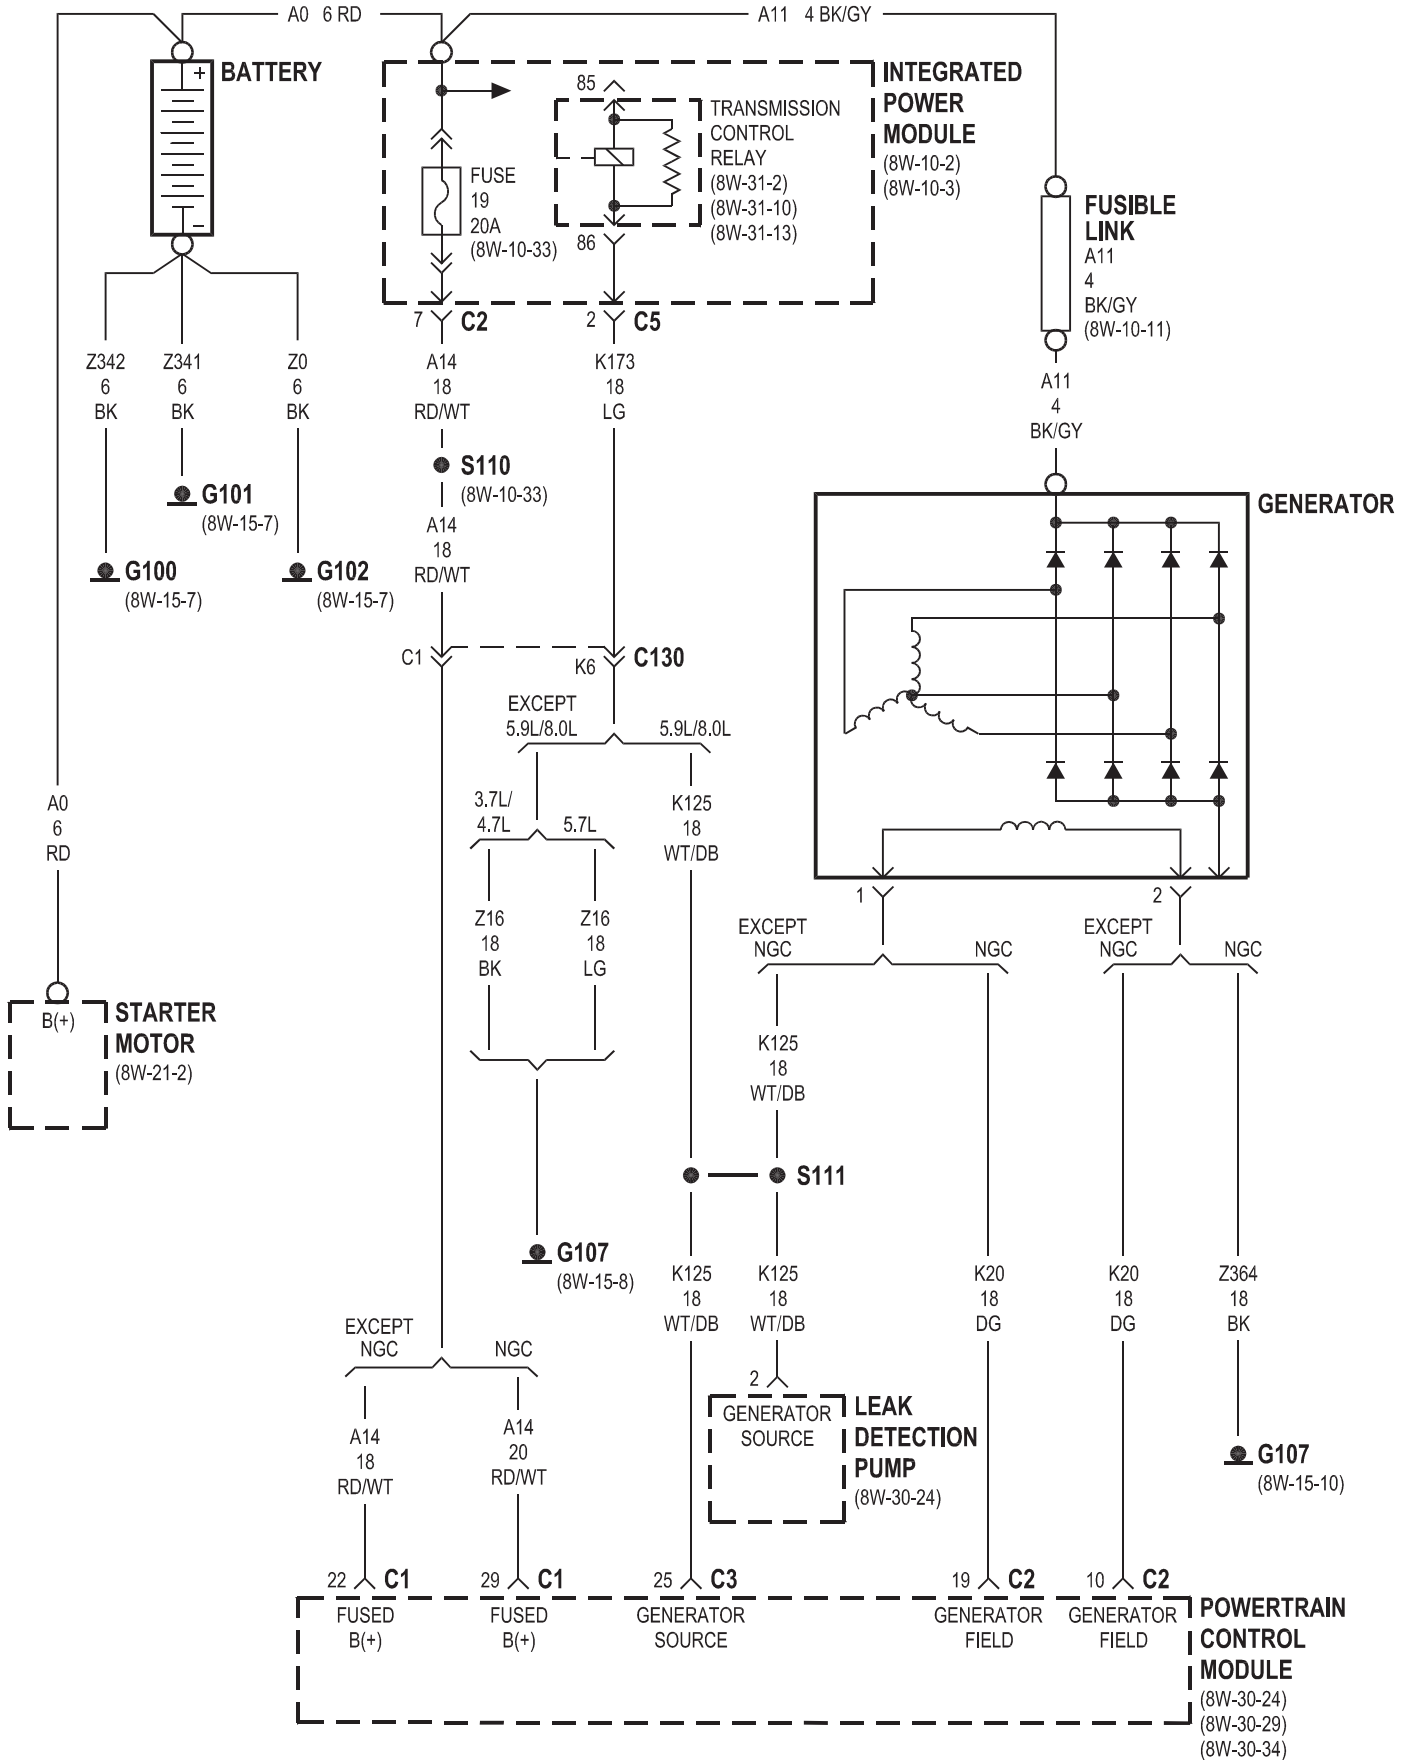 A0 6 RD
A11 4 BK/GY
+
BATTERY
−
85
TRANSMISSION
CONTROL
RELAY
(8W-31-2)
(8W-31-10)
(8W-31-13)
86
INTEGRATED
POWER
MODULE
(8W-10-2)
(8W-10-3)
FUSE
19
20A
(8W-10-33)
FUSIBLE
LINK
A11
4
BK/GY
(8W-10-11)
7
C2
2
C5
Z342
6
BK
Z341
6
BK
Z0
6
BK
A14
18
RD/WT
K173
18
LG
A11
4
BK/GY
S110
(8W-10-33)
G101
(8W-15-7)
GENERATOR
A14
18
RD/WT
G100
(8W-15-7)
G102
(8W-15-7)
C1
K6
C130
EXCEPT
5.9L/8.0L
5.9L/8.0L
A0
6
RD
3.7L/
4.7L
5.7L
K125
18
WT/DB
1
2
Z16
18
BK
Z16
18
LG
EXCEPT
NGC
NGC
EXCEPT
NGC
NGC
B(+)
STARTER
MOTOR
(8W-21-2)
K125
18
WT/DB
S111
G107
(8W-15-8)
K125
18
WT/DB
K125
18
WT/DB
K20
18
DG
K20
18
DG
Z364
18
BK
EXCEPT
NGC
NGC
2
GENERATOR
SOURCE
LEAK
DETECTION
PUMP
(8W-30-24)
A14
18
RD/WT
A14
20
RD/WT
G107
(8W-15-10)
22
C1
29
C1
25
C3
19
C2
10
C2
FUSED
B(+)
FUSED
B(+)
GENERATOR
SOURCE
GENERATOR
FIELD
GENERATOR
FIELD
POWERTRAIN
CONTROL
MODULE
(8W-30-24)
(8W-30-29)
(8W-30-34)